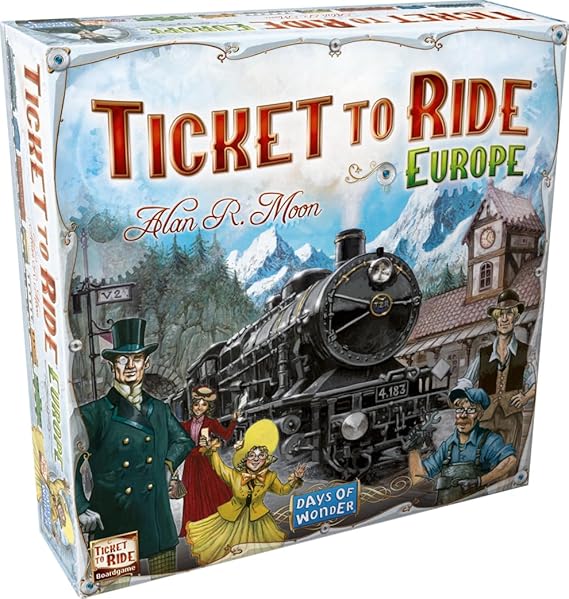 TICKET TO RIDE
EUROPE
Alan R. Moon
V2
4.183
DAYS OF
WONDER
TICKET
TO RIDE
Boardgame
TICKET TO RIDE
EUROPE
EUROPE